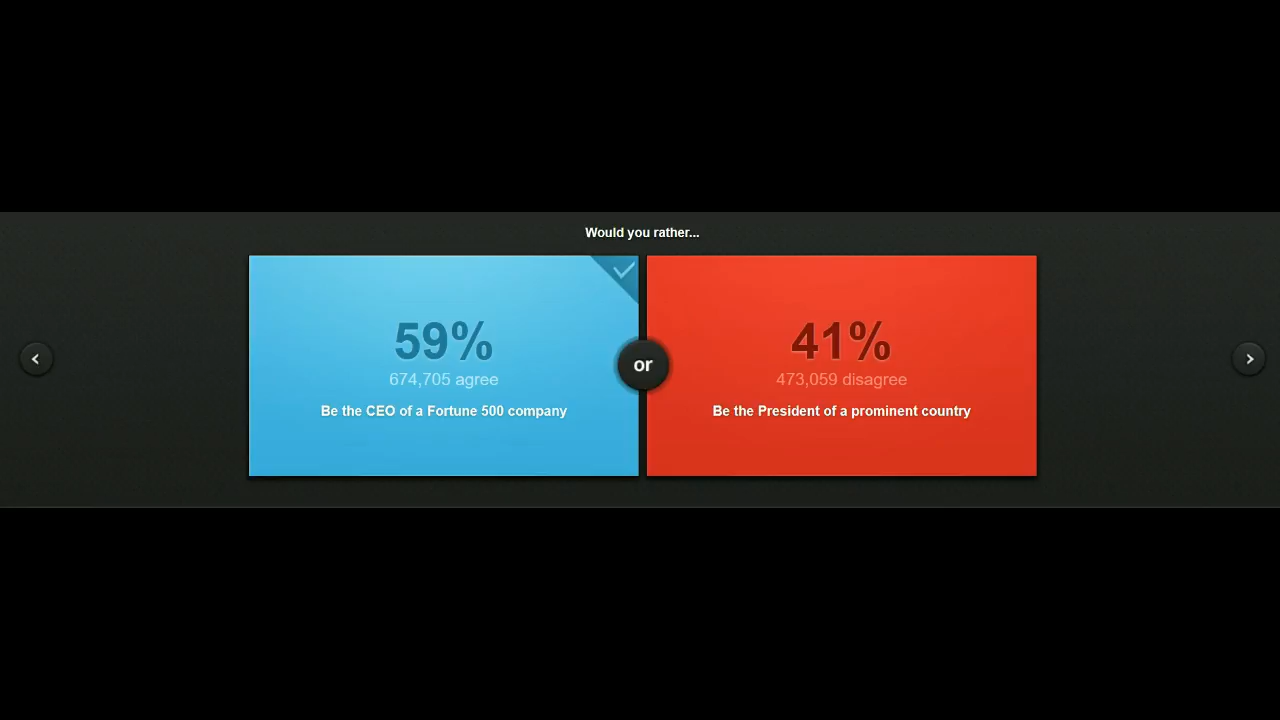 Would you rather...
59%
674,705 agree
Be the CEO of a Fortune 500 company
or
41%
473,059 disagree
Be the President of a prominent country